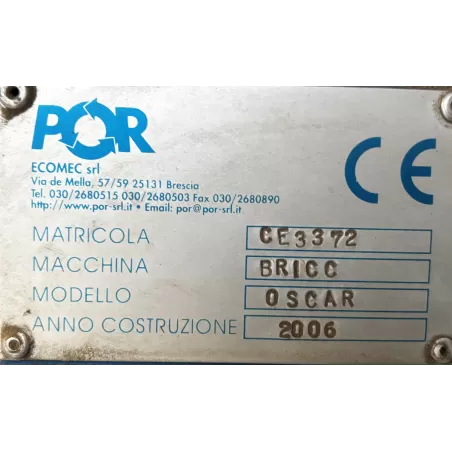 POR
ECOMEC srl
Via de Mella, 57/59 25131 Brescia
Tel. 030/2680515 030/2680503 Fax 030/2680890
http://www.por-srl.it • Email: por@por-srl.it
CE
MATRICOLA CE3372
MACCHINA BRICC
MODELLO OSCAR
ANNO COSTRUZIONE 2006